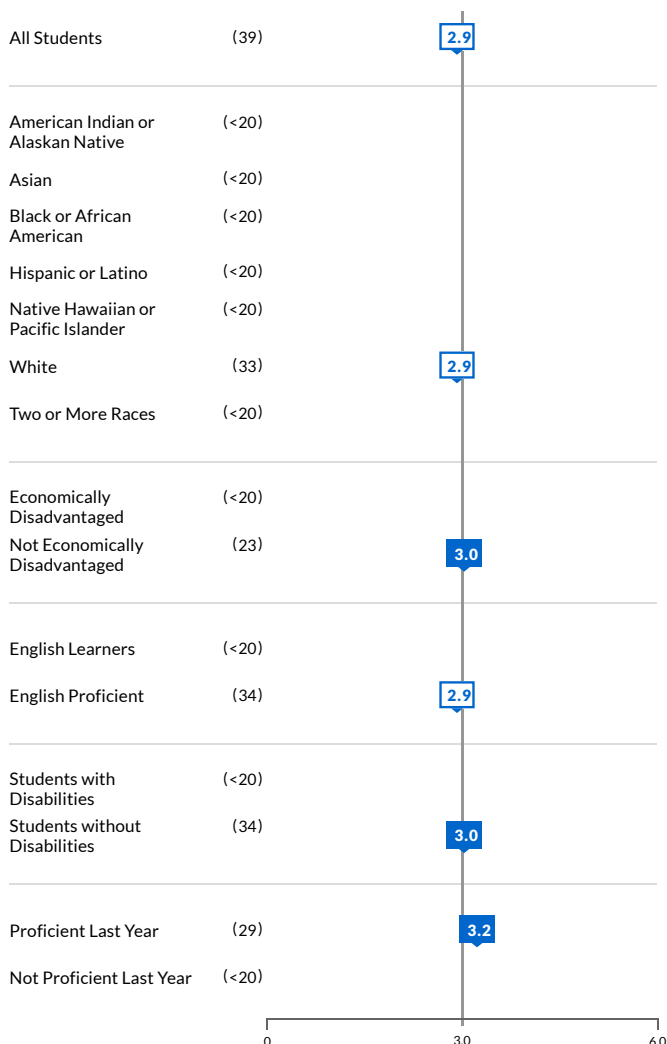 All Students (39) 2.9
American Indian or (<20)
Alaskan Native
Asian (<20)
Black or African (<20)
American
Hispanic or Latino (<20)
Native Hawaiian or (<20)
Pacific Islander
White (33) 2.9
Two or More Races (<20)
Economically (<20)
Disadvantaged
Not Economically (23) 3.0
Disadvantaged
English Learners (<20)
English Proficient (34) 2.9
Students with (<20)
Disabilities
Students without (34) 3.0
Disabilities
Proficient Last Year (29) 3.2
Not Proficient Last Year (<20)
0 3.0 6.0